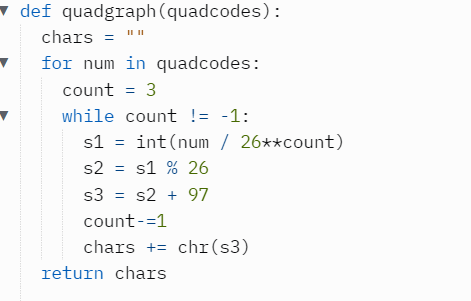 def quadgraph(quadcodes):
  chars = ""
  for num in quadcodes:
    count = 3
    while count != -1:
      s1 = int(num / 26**count)
      s2 = s1 % 26
      s3 = s2 + 97
      count-=1
      chars += chr(s3)
  return chars